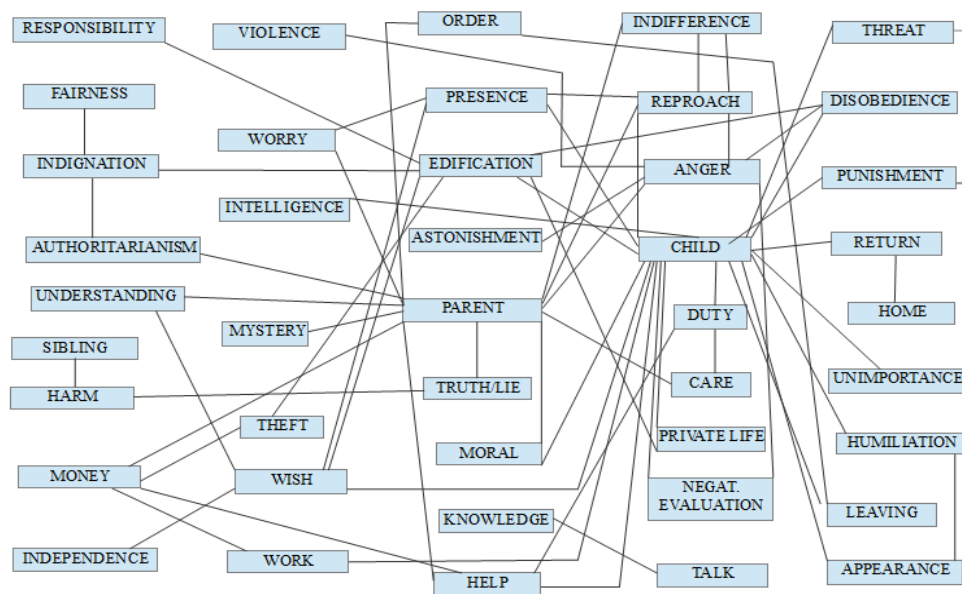 ORDER
INDIFFERENCE
RESPONSIBILITY
VIOLENCE
THREAT
FAIRNESS
PRESENCE
REPROACH
DISOBEDIENCE
WORRY
INDIGNATION
EDIFICATION
ANGER
PUNISHMENT
INTELLIGENCE
AUTHORITARIANISM
ASTONISHMENT
CHILD
RETURN
UNDERSTANDING
PARENT
DUTY
HOME
MYSTERY
SIBLING
HARM
TRUTH/LIE
CARE
UNIMPORTANCE
THEFT
MORAL
PRIVATE LIFE
HUMILIATION
MONEY
WISH
NEGAT.
EVALUATION
KNOWLEDGE
LEAVING
INDEPENDENCE
WORK
HELP
TALK
APPEARANCE